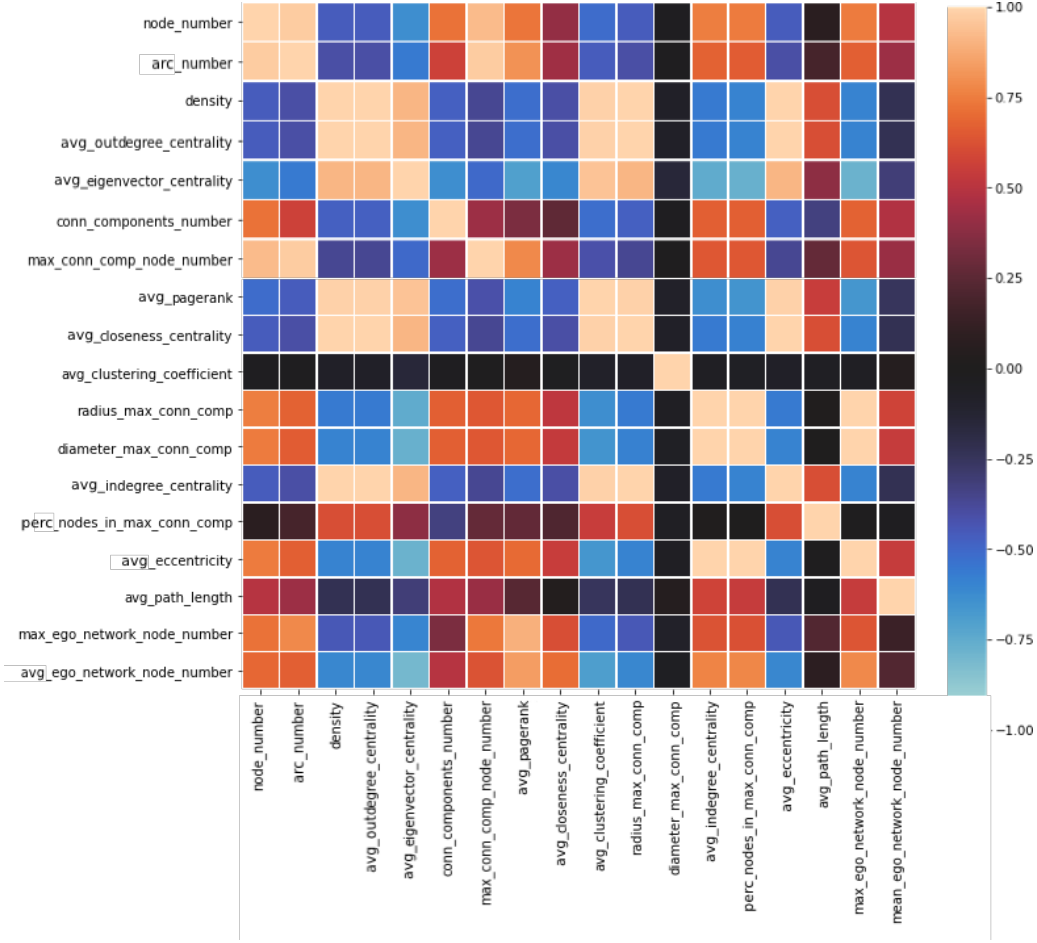 node_number
arc_number
density
avg_outdegree_centrality
avg_eigenvector_centrality
conn_components_number
max_conn_comp_node_number
avg_pagerank
avg_closeness_centrality
avg_clustering_coefficient
radius_max_conn_comp
diameter_max_conn_comp
avg_indegree_centrality
perc_nodes_in_max_conn_comp
avg_eccentricity
avg_path_length
max_ego_network_node_number
avg_ego_network_node_number
node_number
arc_number
density
avg_outdegree_centrality
avg_eigenvector_centrality
conn_components_number
max_conn_comp_node_number
avg_pagerank
avg_closeness_centrality
avg_clustering_coefficient
radius_max_conn_comp
diameter_max_conn_comp
avg_indegree_centrality
perc_nodes_in_max_conn_comp
avg_eccentricity
avg_path_length
max_ego_network_node_number
mean_ego_network_node_number
1.00
0.75
0.50
0.25
0.00
−0.25
−0.50
−0.75
−1.00